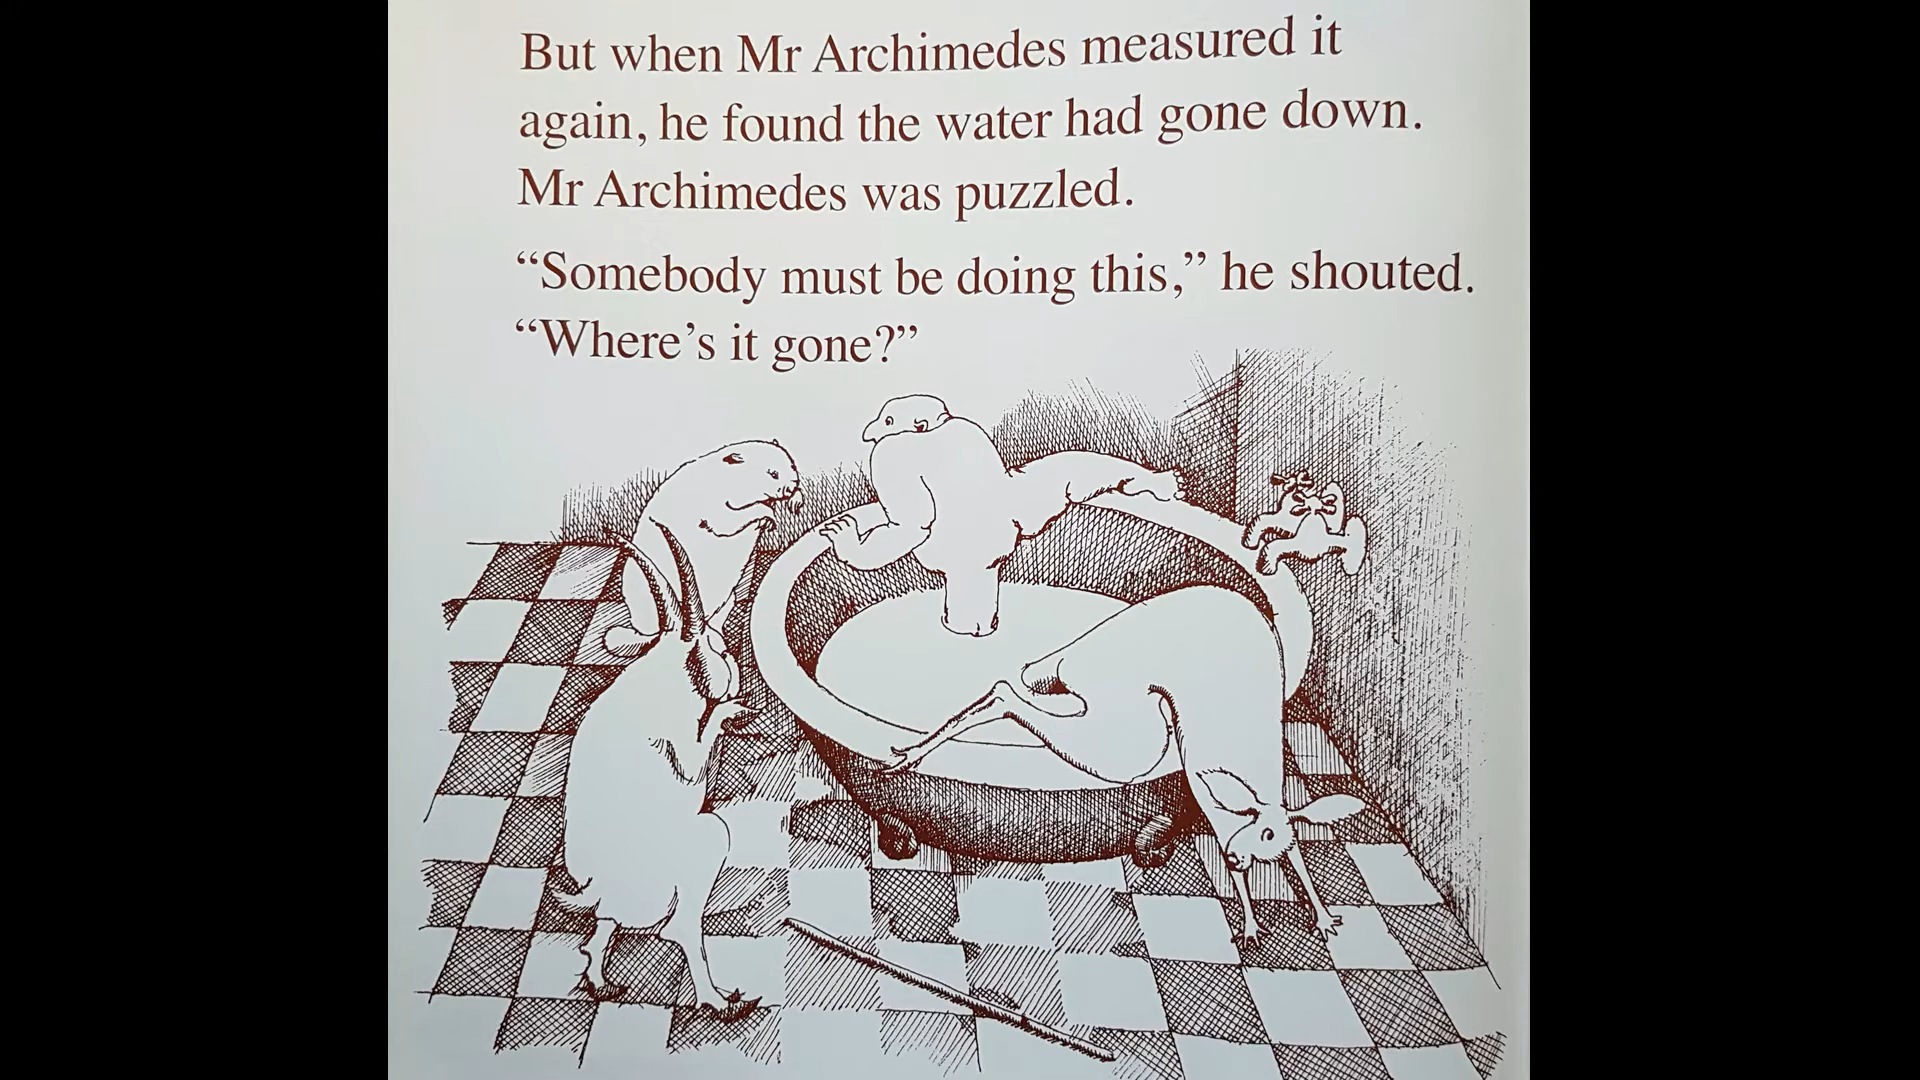 But when Mr Archimedes measured it
again, he found the water had gone down.
Mr Archimedes was puzzled.
“Somebody must be doing this,” he shouted.
“Where’s it gone?”